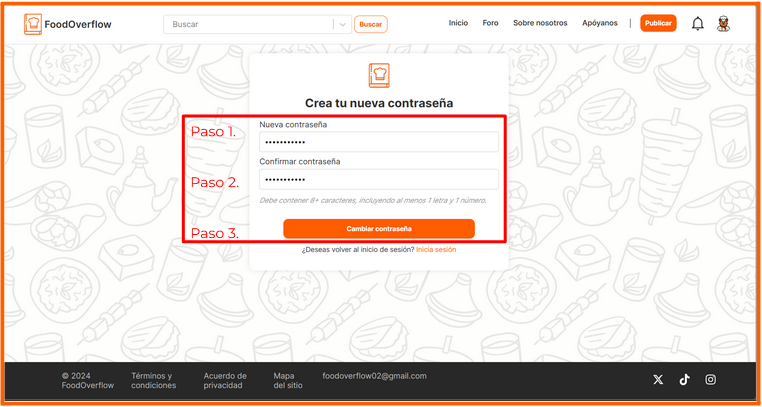 FoodOverflow
Buscar
Buscar
Inicio Foro Sobre nosotros Apóyanos | Publicar
Crea tu nueva contraseña
Paso 1.
Nueva contraseña
•••••••••••
Confirmar contraseña
Paso 2.
•••••••••••
Debe contener 8+ caracteres, incluyendo al menos 1 letra y 1 número.
Paso 3.
Cambiar contraseña
¿Deseas volver al inicio de sesión? Inicia sesión
© 2024
FoodOverflow
Términos y
condiciones
Acuerdo de
privacidad
Mapa
del sitio
foodoverflow02@gmail.com